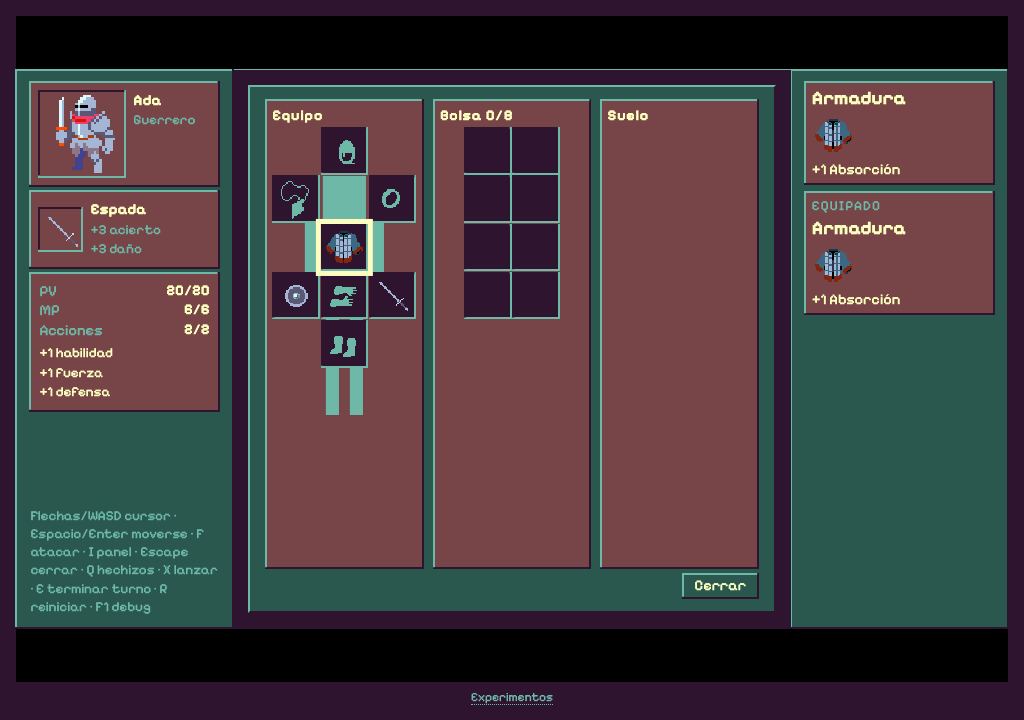 Ada
Guerrero
Espada
+3 acierto
+3 daño
PV 80/80
MP 6/6
Acciones 8/8
+1 habilidad
+1 fuerza
+1 defensa
Flechas/WASD cursor ·
Espacio/Enter moverse · F
atacar · I panel · Escape
cerrar · Q hechizos · X lanzar
· E terminar turno · R
reiniciar · F1 debug
Equipo
Bolsa 0/8
Suelo
Cerrar
Armadura
+1 Absorción
EQUIPADO
Armadura
+1 Absorción
Experimentos